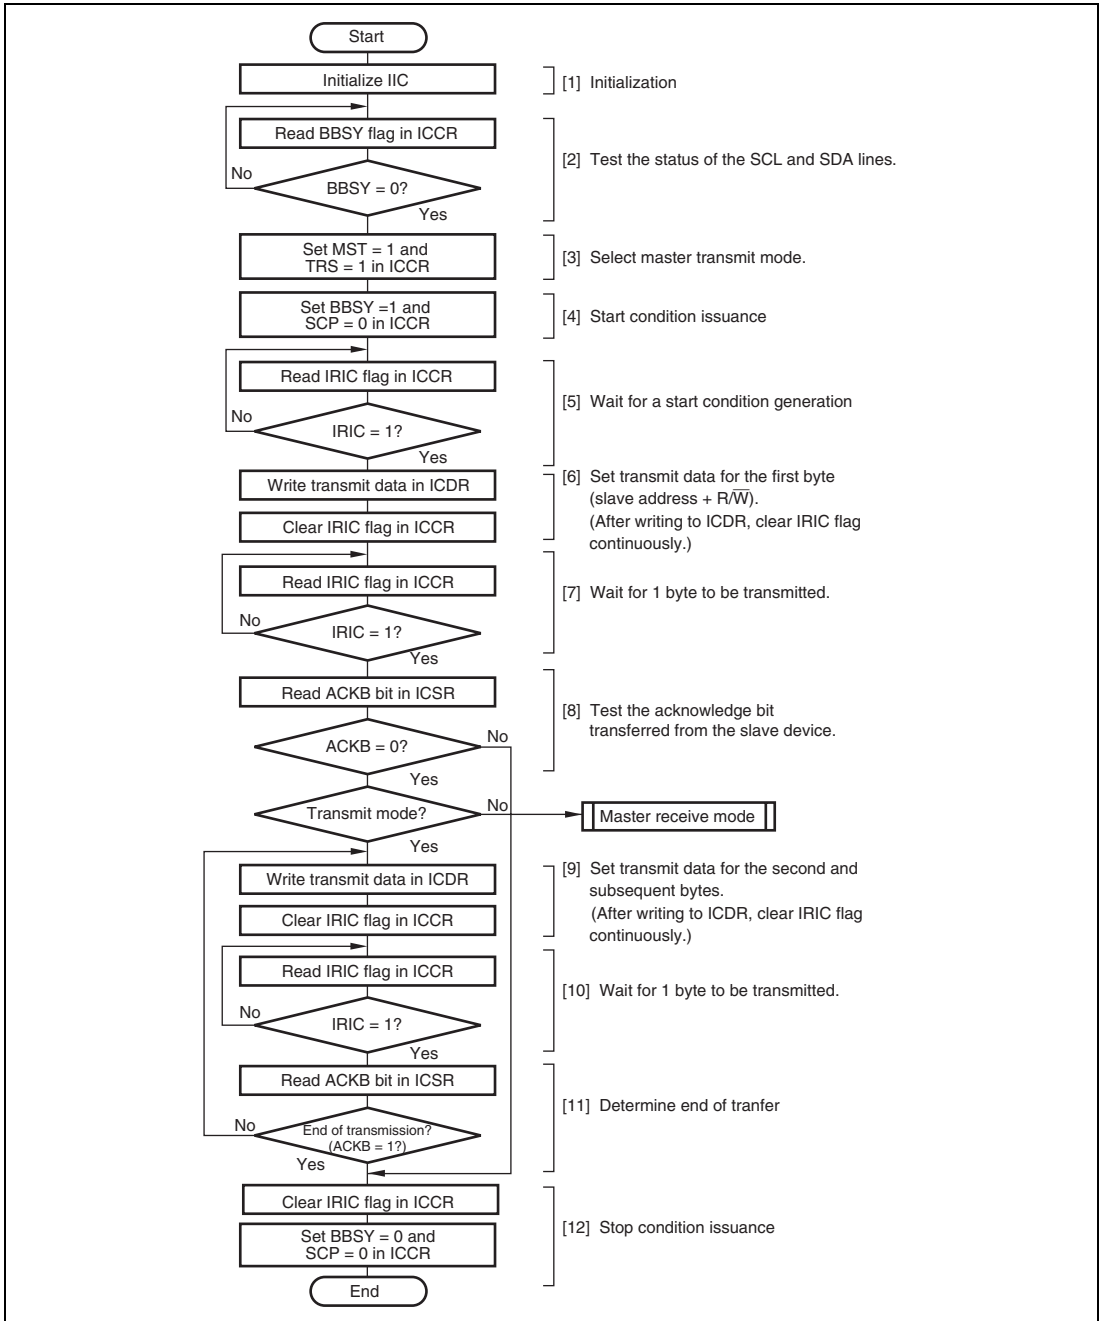 Start
Initialize IIC
[1] Initialization
Read BBSY flag in ICCR
[2] Test the status of the SCL and SDA lines.
No
BBSY = 0?
Yes
Set MST = 1 and
TRS = 1 in ICCR
[3] Select master transmit mode.
Set BBSY =1 and
SCP = 0 in ICCR
[4] Start condition issuance
Read IRIC flag in ICCR
[5] Wait for a start condition generation
No
IRIC = 1?
Yes
Write transmit data in ICDR
[6] Set transmit data for the first byte
(slave address + R/W̅).
(After writing to ICDR, clear IRIC flag
continuously.)
Clear IRIC flag in ICCR
Read IRIC flag in ICCR
[7] Wait for 1 byte to be transmitted.
No
IRIC = 1?
Yes
Read ACKB bit in ICSR
[8] Test the acknowledge bit
transferred from the slave device.
ACKB = 0?
No
Yes
Transmit mode?
No
Master receive mode
Yes
Write transmit data in ICDR
[9] Set transmit data for the second and
subsequent bytes.
(After writing to ICDR, clear IRIC flag
continuously.)
Clear IRIC flag in ICCR
Read IRIC flag in ICCR
[10] Wait for 1 byte to be transmitted.
No
IRIC = 1?
Yes
Read ACKB bit in ICSR
[11] Determine end of tranfer
No
End of transmission?
(ACKB = 1?)
Yes
Clear IRIC flag in ICCR
[12] Stop condition issuance
Set BBSY = 0 and
SCP = 0 in ICCR
End